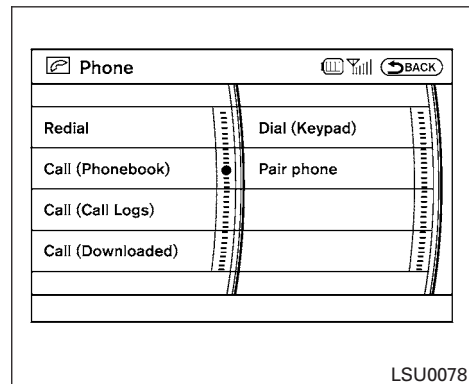 Phone
BACK
Redial
Dial (Keypad)
Call (Phonebook)
Pair phone
Call (Call Logs)
Call (Downloaded)
LSU0078